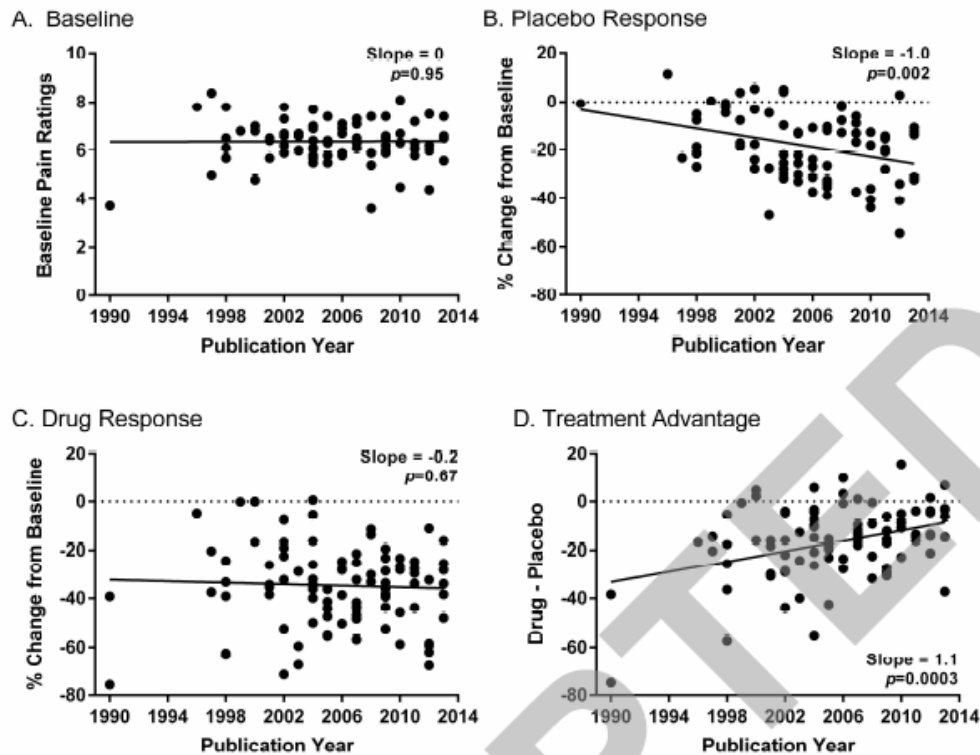 A. Baseline
Slope = 0
p=0.95
10
8
6
4
2
0
Baseline Pain Ratings
1990 1994 1998 2002 2006 2010 2014
Publication Year
B. Placebo Response
Slope = -1.0
p=0.002
20
0
-20
-40
-60
-80
% Change from Baseline
1990 1994 1998 2002 2006 2010 2014
Publication Year
C. Drug Response
Slope = -0.2
p=0.67
20
0
-20
-40
-60
-80
% Change from Baseline
1990 1994 1998 2002 2006 2010 2014
Publication Year
D. Treatment Advantage
20
0
-20
-40
-60
-80
Drug - Placebo
Slope = 1.1
p=0.0003
1990 1994 1998 2002 2006 2010 2014
Publication Year
PTED